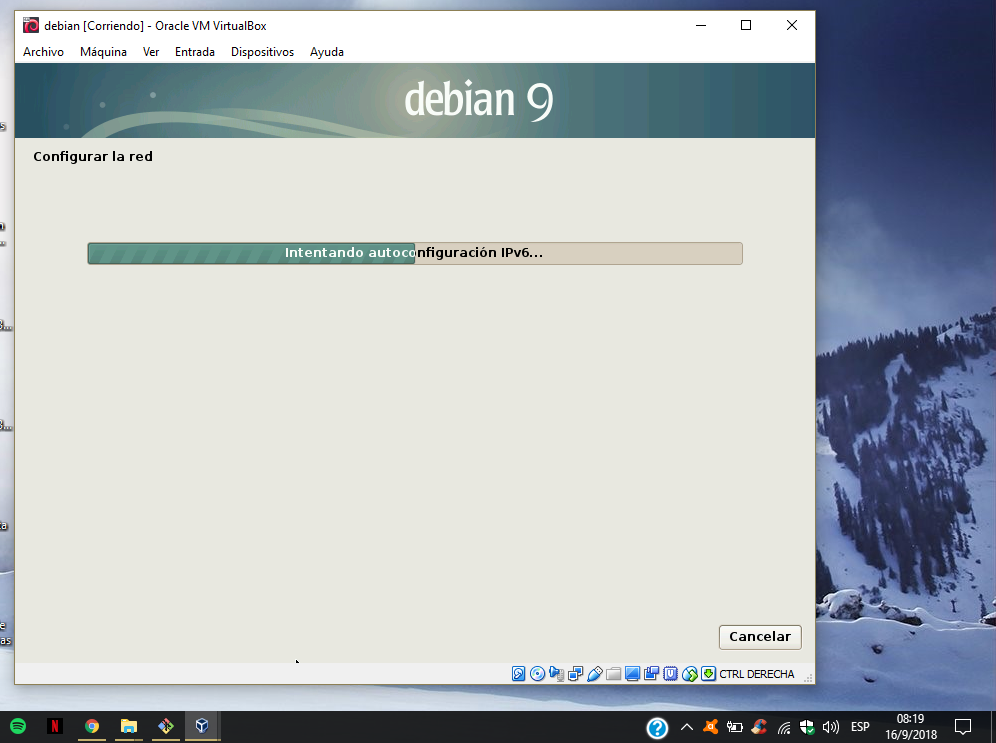 debian [Corriendo] - Oracle VM VirtualBox
Archivo Máquina Ver Entrada Dispositivos Ayuda
debian 9
Configurar la red
Intentando autoconfiguración IPv6...
Cancelar
CTRL DERECHA
ESP
08:19
16/9/2018